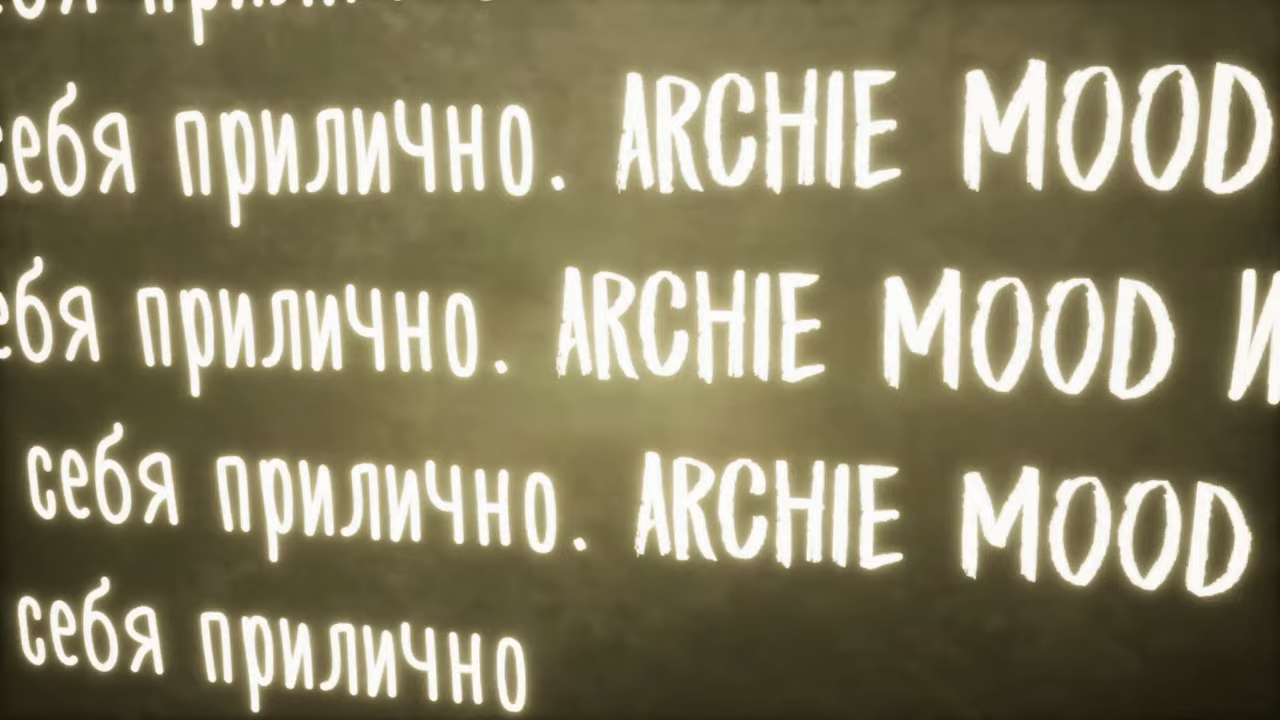 себя прилично. ARCHIE MOOD
себя прилично. ARCHIE MOOD И
себя прилично. ARCHIE MOOD
себя прилично